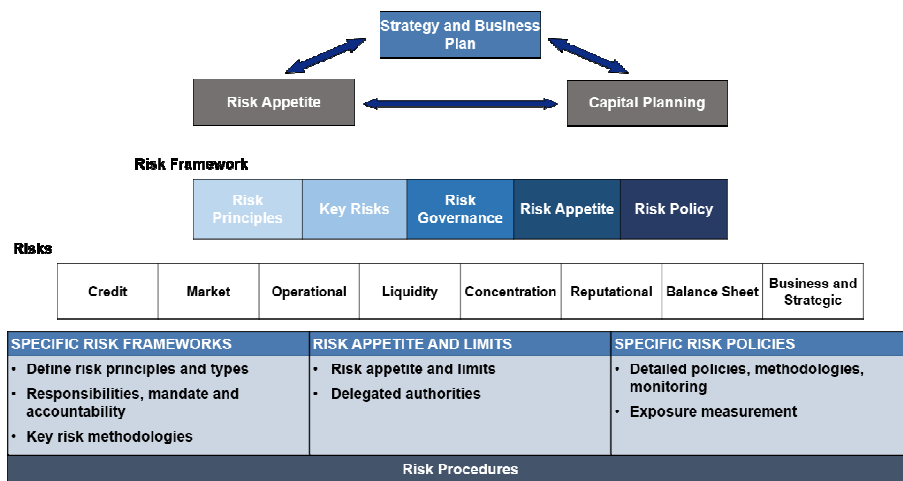 Strategy and Business
Plan
Risk Appetite
Capital Planning
Risk Framework
Risk
Principles
Key Risks
Risk
Governance
Risk Appetite
Risk Policy
Risks
Credit
Market
Operational
Liquidity
Concentration
Reputational
Balance Sheet
Business and
Strategic
SPECIFIC RISK FRAMEWORKS
• Define risk principles and types
• Responsibilities, mandate and
accountability
• Key risk methodologies
RISK APPETITE AND LIMITS
• Risk appetite and limits
• Delegated authorities
SPECIFIC RISK POLICIES
• Detailed policies, methodologies,
monitoring
• Exposure measurement
Risk Procedures